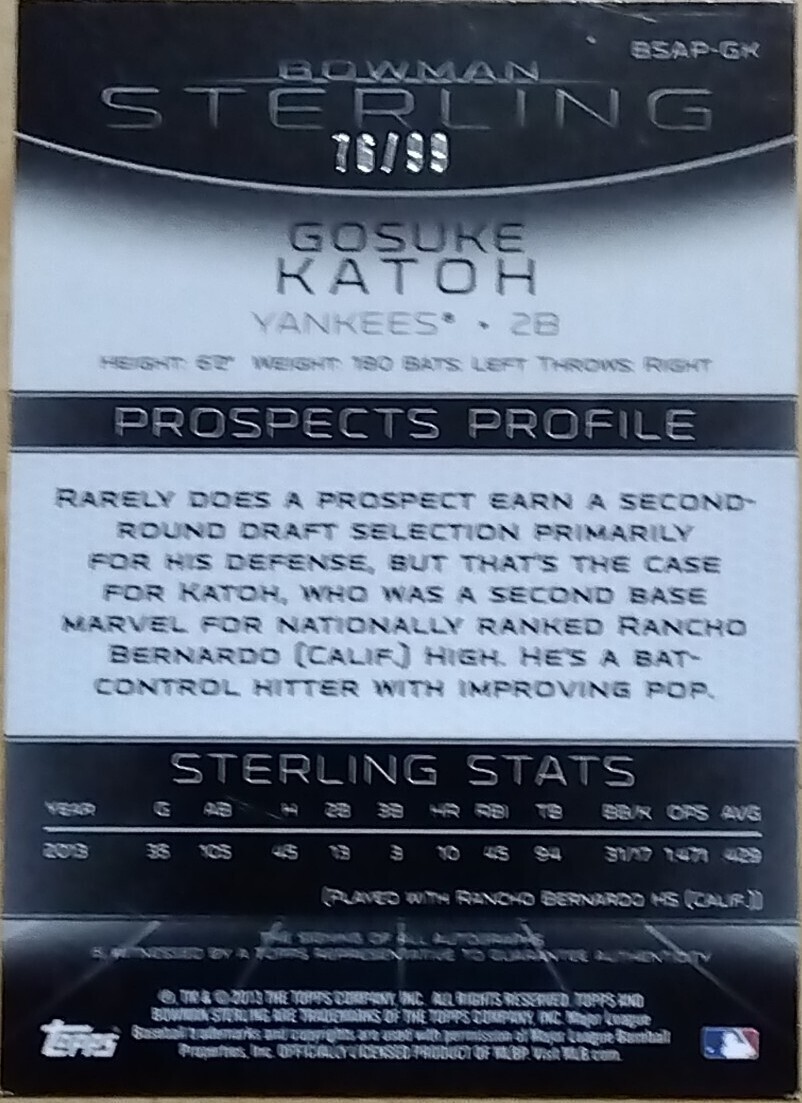 BSAP-GK
BOWMAN
STERLING
76/99
GOSUKE
KATOH
YANKEES® • 2B
HEIGHT: 6'2" WEIGHT: 180 BATS: LEFT THROWS: RIGHT
PROSPECTS PROFILE
RARELY DOES A PROSPECT EARN A SECOND-
ROUND DRAFT SELECTION PRIMARILY
FOR HIS DEFENSE, BUT THAT'S THE CASE
FOR KATOH, WHO WAS A SECOND BASE
MARVEL FOR NATIONALLY RANKED RANCHO
BERNARDO (CALIF.) HIGH. HE'S A BAT-
CONTROL HITTER WITH IMPROVING POP.
STERLING STATS
YEAR G AB H 2B 3B HR RBI TB BB/K OPS AVG
2013 35 105 45 13 3 10 45 94 31/17 1.471 .429
(PLAYED WITH RANCHO BERNARDO HS (CALIF.))
THE SIGNING OF ALL AUTOGRAPHS
IS WITNESSED BY A TOPPS REPRESENTATIVE TO GUARANTEE AUTHENTICITY
®, TM & © 2013 THE TOPPS COMPANY, INC. ALL RIGHTS RESERVED. TOPPS AND
BOWMAN STERLING ARE TRADEMARKS OF THE TOPPS COMPANY, INC. Major League
Baseball trademarks and copyrights are used with permission of Major League Baseball
Properties, Inc. OFFICIALLY LICENSED PRODUCT OF MLBP. Visit MLB.com.
TOPPS